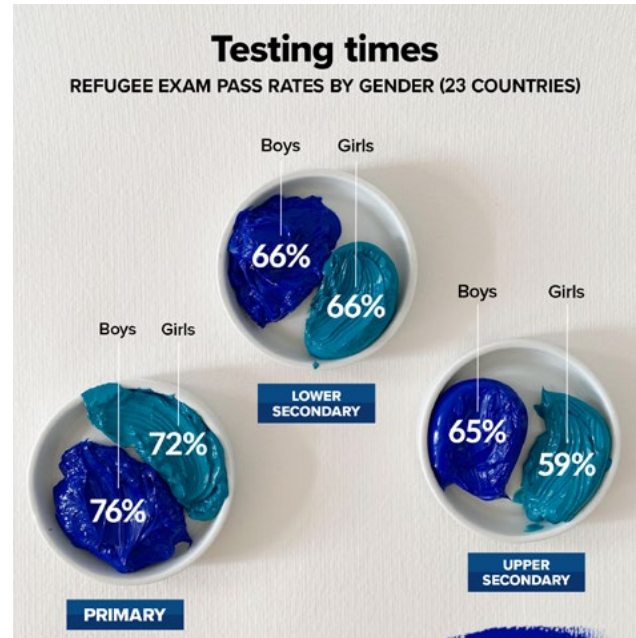 Testing times
REFUGEE EXAM PASS RATES BY GENDER (23 COUNTRIES)
Boys Girls
66%
66%
LOWER
SECONDARY
Boys Girls
72%
76%
PRIMARY
Boys Girls
65%
59%
UPPER
SECONDARY